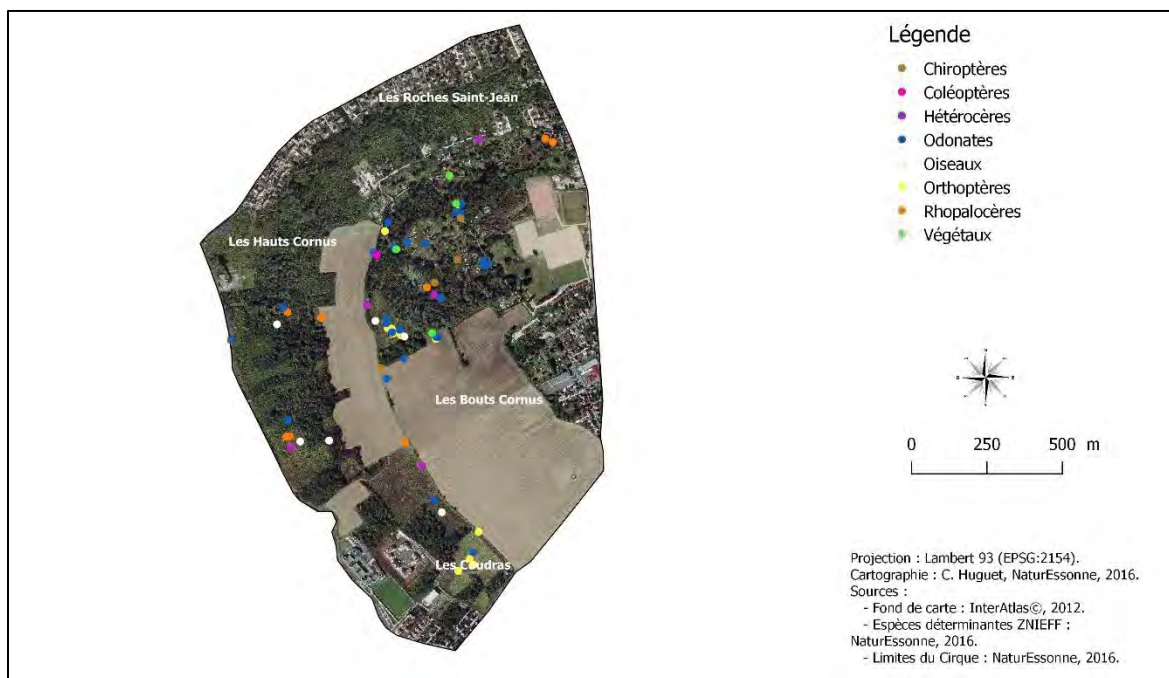 Les Roches Saint-Jean
Les Hauts Cornus
Les Bouts Cornus
Les Coudras
Légende
Chiroptères
Coléoptères
Hétérocères
Odonates
Oiseaux
Orthoptères
Rhopalocères
Végétaux
0 250 500 m
Projection : Lambert 93 (EPSG:2154).
Cartographie : C. Huguet, NaturEssonne, 2016.
Sources :
- Fond de carte : InterAtlas©, 2012.
- Espèces déterminantes ZNIEFF :
NaturEssonne, 2016.
- Limites du Cirque : NaturEssonne, 2016.